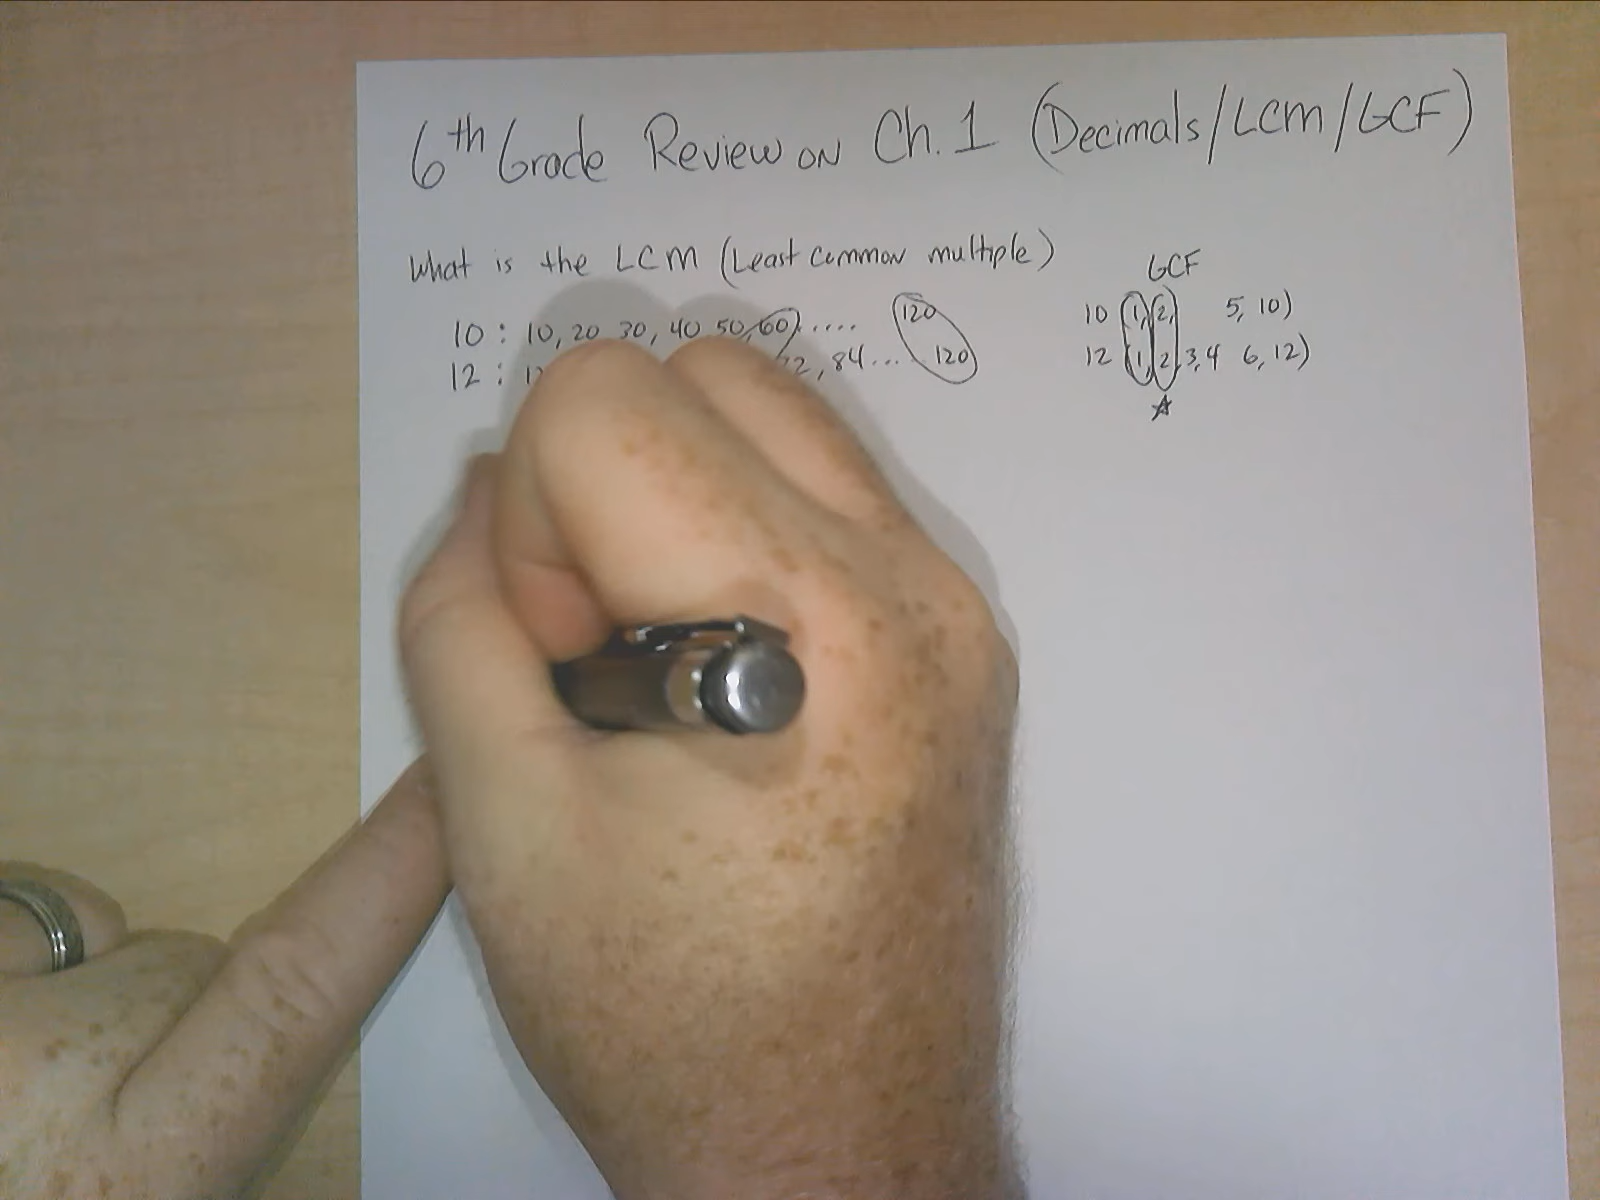 6th Grade Review on Ch. 1 (Decimals/LCM/GCF)
What is the LCM (Least common multiple)
10 : 10, 20 30, 40 50, 60, .... 120
12 : 84... 120
GCF
10 (1, 2, 5, 10)
12 (1, 2, 3, 4 6, 12)